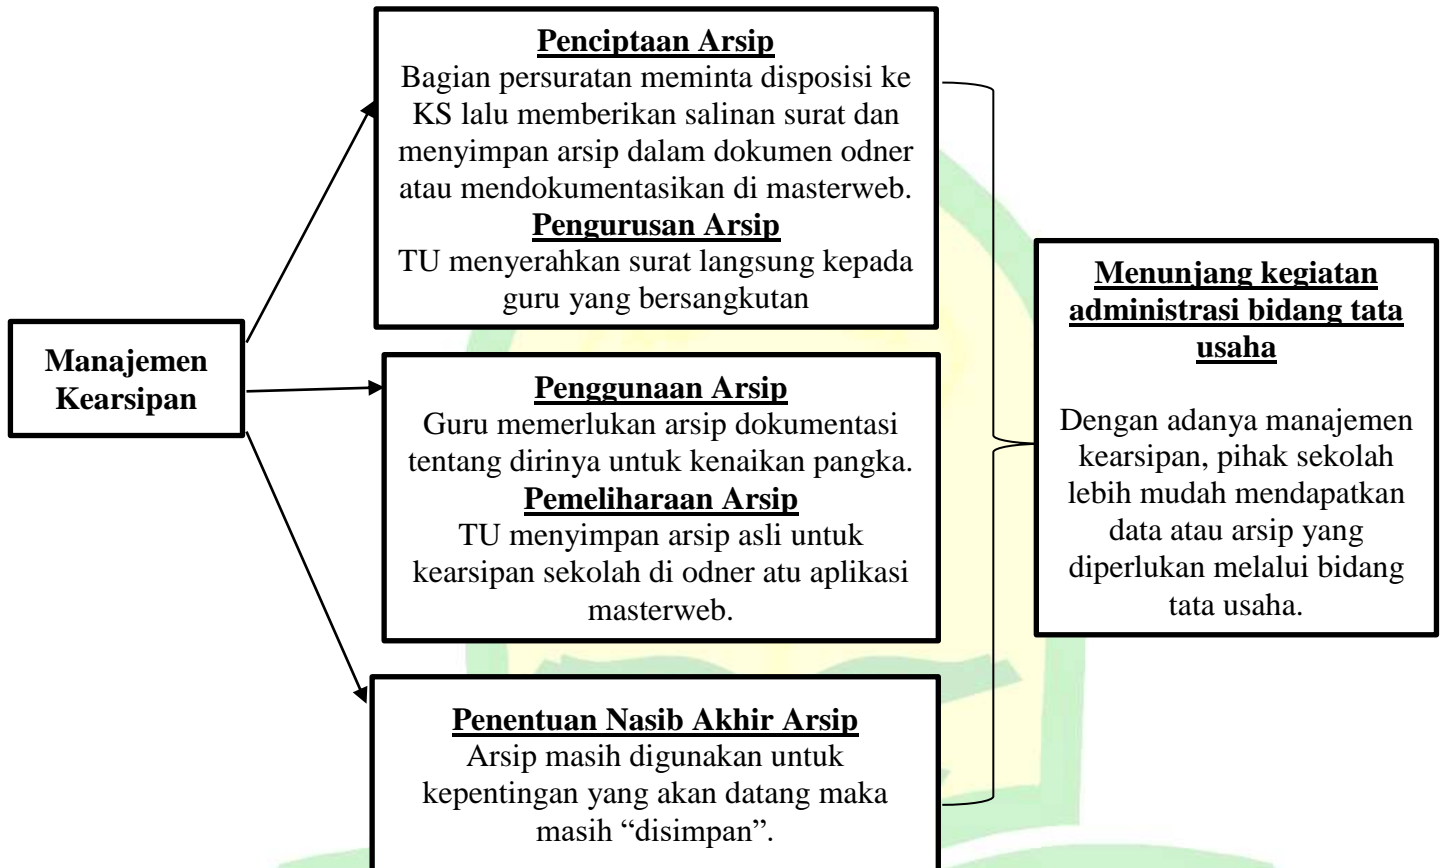 Manajemen
Kearsipan
Penciptaan Arsip
Bagian persuratan meminta disposisi ke
KS lalu memberikan salinan surat dan
menyimpan arsip dalam dokumen odner
atau mendokumentasikan di masterweb.
Pengurusan Arsip
TU menyerahkan surat langsung kepada
guru yang bersangkutan
Penggunaan Arsip
Guru memerlukan arsip dokumentasi
tentang dirinya untuk kenaikan pangka.
Pemeliharaan Arsip
TU menyimpan arsip asli untuk
kearsipan sekolah di odner atu aplikasi
masterweb.
Penentuan Nasib Akhir Arsip
Arsip masih digunakan untuk
kepentingan yang akan datang maka
masih “disimpan”.
Menunjang kegiatan
administrasi bidang tata
usaha
Dengan adanya manajemen
kearsipan, pihak sekolah
lebih mudah mendapatkan
data atau arsip yang
diperlukan melalui bidang
tata usaha.